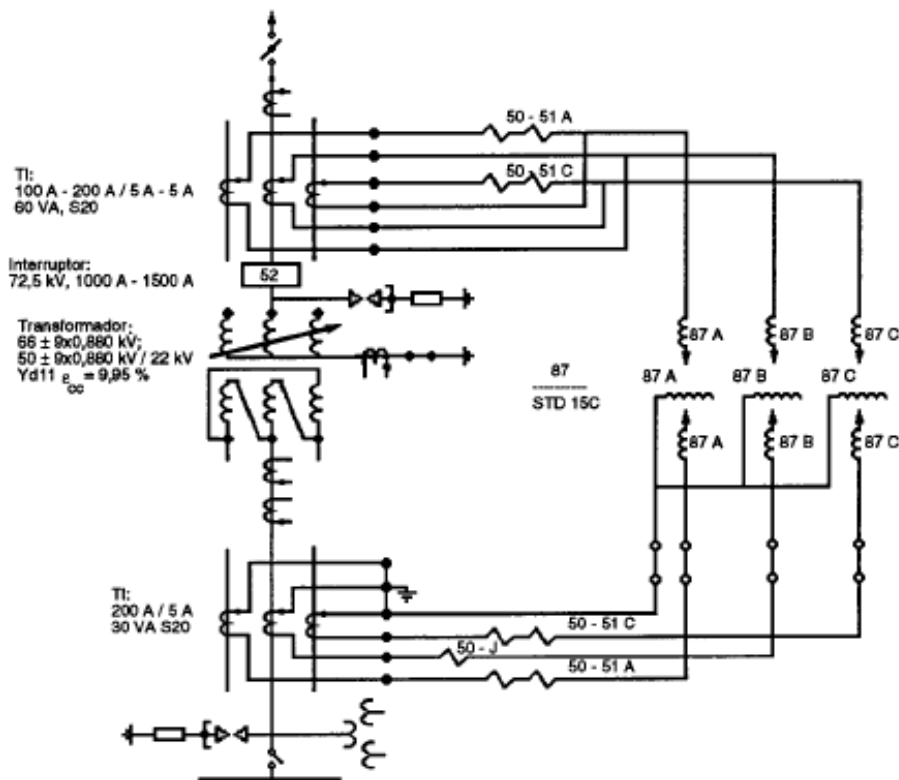 50 - 51 A
TI:
100 A - 200 A / 5 A - 5 A
60 VA, S20
50 - 51 C
Interruptor:
72,5 kV, 1000 A - 1500 A
52
Transformador:
66 ± 9x0,880 kV;
50 ± 9x0,880 kV / 22 kV
Yd11 εcc = 9,95 %
87
STD 15C
87 A
87 B
87 C
87 A
87 B
87 C
87 A
87 B
87 C
TI:
200 A / 5 A
30 VA S20
50 - 51 C
50 - J
50 - 51 A